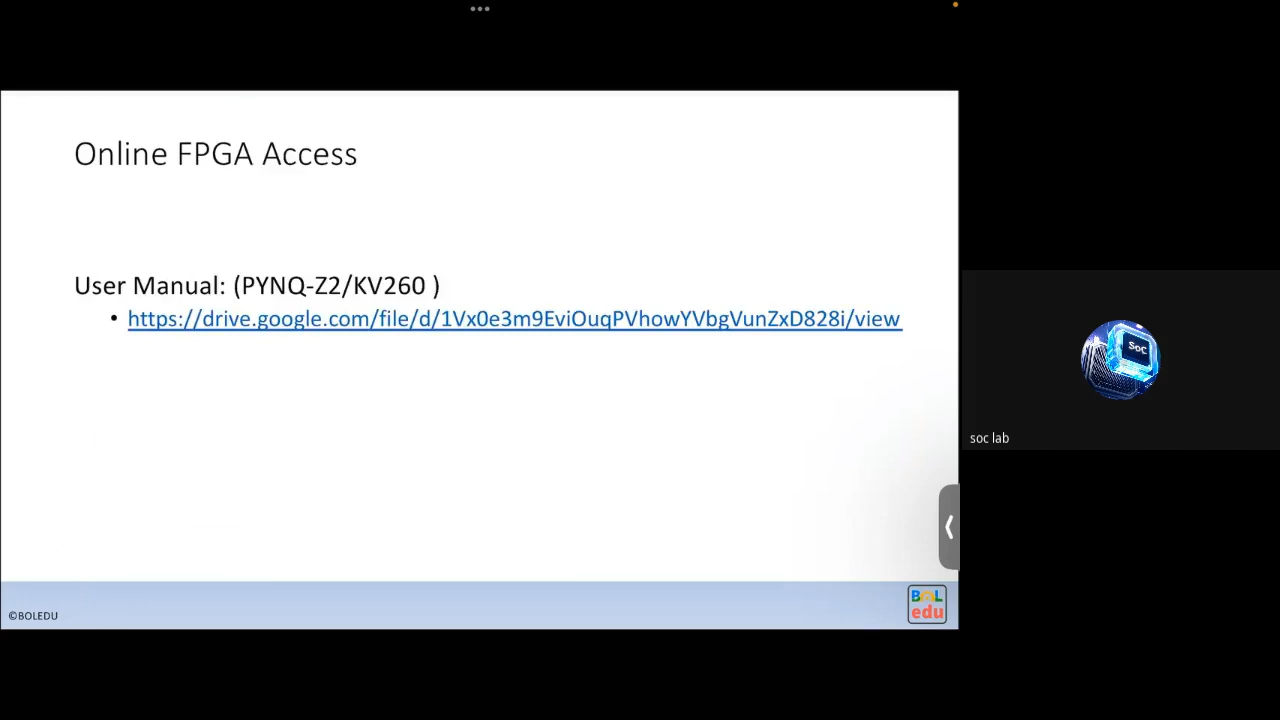 Online FPGA Access
User Manual: (PYNQ-Z2/KV260 )
• https://drive.google.com/file/d/1Vx0e3m9EviOuqPVhowYVbgVunZxD828i/view
SoC
soc lab
©BOLEDU
BOL
edu